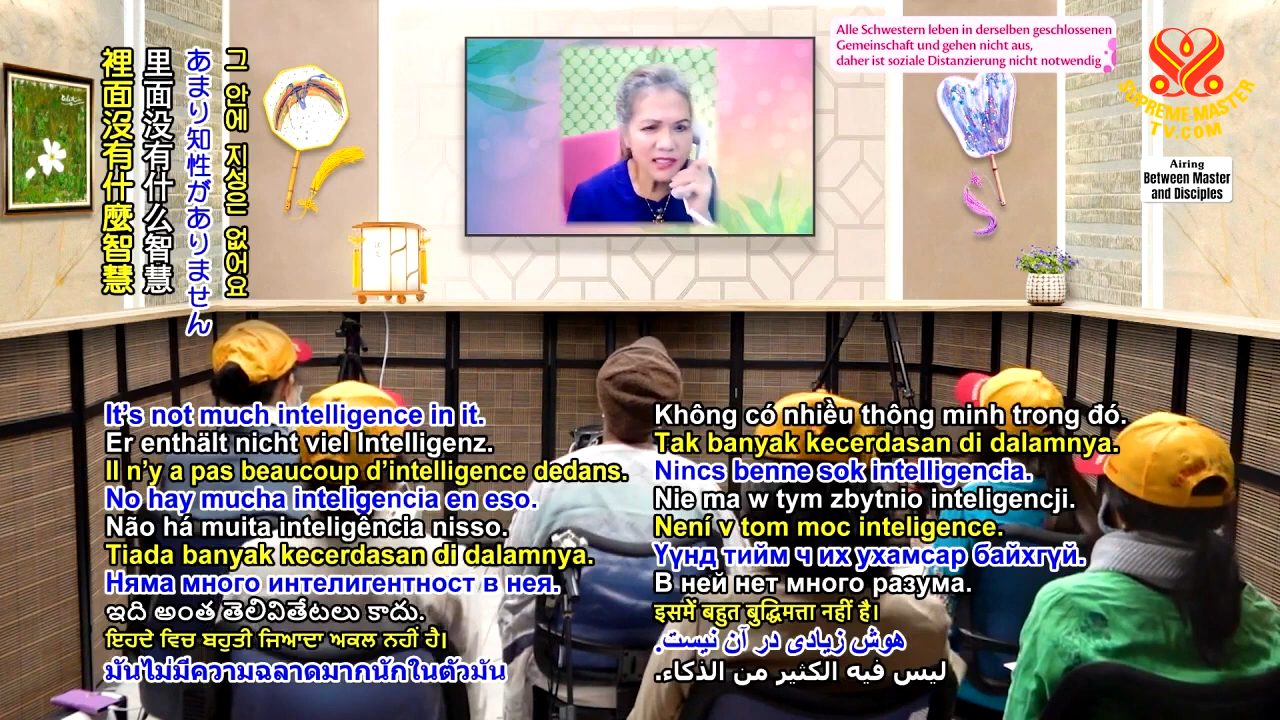 Alle Schwestern leben in derselben geschlossenen
Gemeinschaft und gehen nicht aus,
daher ist soziale Distanzierung nicht notwendig
SUPREME MASTER
TV.COM
Airing
Between Master
and Disciples
그 안에 지성은 없어요
あまり知性がありません
里面没有什么智慧
裡面沒有什麼智慧
It's not much intelligence in it.
Er enthält nicht viel Intelligenz.
Il n'y a pas beaucoup d'intelligence dedans.
No hay mucha inteligencia en eso.
Não há muita inteligência nisso.
Tiada banyak kecerdasan di dalamnya.
Няма много интелигентност в нея.
ఇది అంత తెలివితేటలు కాదు.
ਇਹਦੇ ਵਿਚ ਬਹੁਤੀ ਜਿਆਦਾ ਅਕਲ ਨਹੀਂ ਹੈ।
มันไม่มีความฉลาดมากนักในตัวมัน
Không có nhiều thông minh trong đó.
Tak banyak kecerdasan di dalamnya.
Nincs benne sok intelligencia.
Nie ma w tym zbytnio inteligencji.
Není v tom moc inteligence.
Үүнд тийм ч их ухамсар байхгүй.
В ней нет много разума.
इसमें बहुत बुद्धिमत्ता नहीं है।
هوش زیادی در آن نیست.
ليس فيه الكثير من الذكاء.